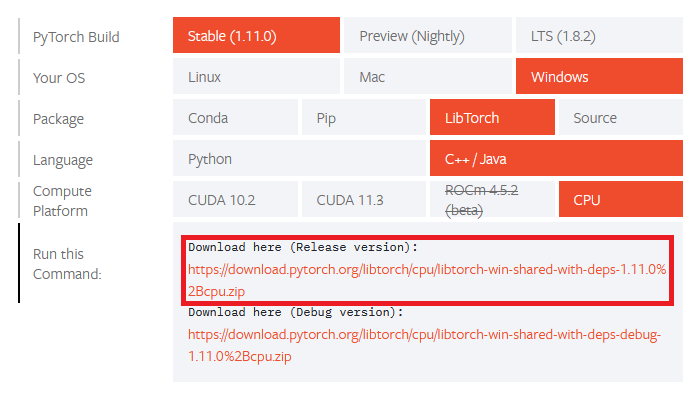 PyTorch Build
Stable (1.11.0)
Preview (Nightly)
LTS (1.8.2)
Your OS
Linux
Mac
Windows
Package
Conda
Pip
LibTorch
Source
Language
Python
C++ / Java
Compute
Platform
CUDA 10.2
CUDA 11.3
ROCm 4.5.2
(beta)
CPU
Run this
Command:
Download here (Release version):
https://download.pytorch.org/libtorch/cpu/libtorch-win-shared-with-deps-1.11.0%
2Bcpu.zip
Download here (Debug version):
https://download.pytorch.org/libtorch/cpu/libtorch-win-shared-with-deps-debug-
1.11.0%2Bcpu.zip